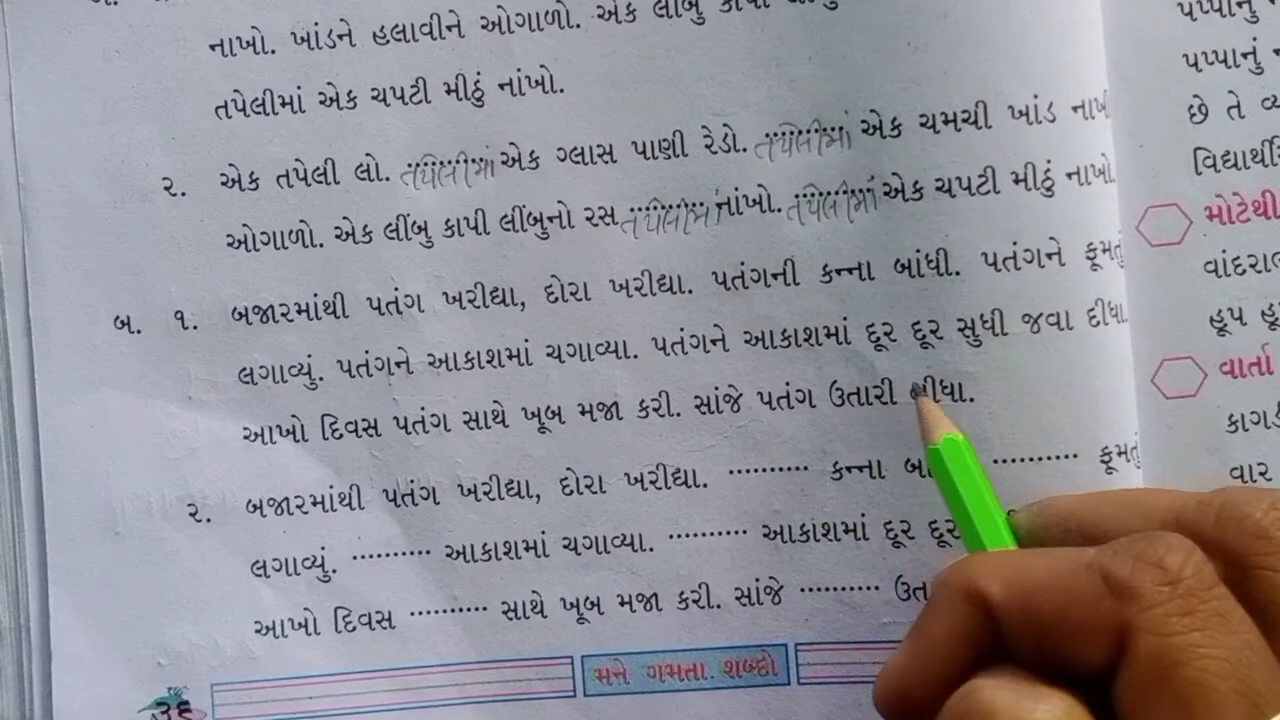 નાખો. ખાંડને હલાવીને ઓગાળો. એક લીંબુ કાપી
તપેલીમાં એક ચપટી મીઠું નાંખો.
૨. એક તપેલી લો. તપેલીમાં એક ગ્લાસ પાણી રેડો. તપેલીમાં એક ચમચી ખાંડ નાખી
ઓગાળો. એક લીંબુ કાપી લીંબુનો રસ તપેલીમાં નાંખો. તપેલીમાં એક ચપટી મીઠું નાખો.
બ. ૧. બજારમાંથી પતંગ ખરીદ્યા, દોરા ખરીદ્યા. પતંગની કન્ના બાંધી. પતંગને ફૂમતું
લગાવ્યું. પતંગને આકાશમાં ચગાવ્યા. પતંગને આકાશમાં દૂર દૂર સુધી જવા દીધા.
આખો દિવસ પતંગ સાથે ખૂબ મજા કરી. સાંજે પતંગ ઉતારી લીધા.
૨. બજારમાંથી પતંગ ખરીદ્યા, દોરા ખરીદ્યા. .......... કન્ના .......... ફૂમતું
લગાવ્યું. .......... આકાશમાં ચગાવ્યા. .......... આકાશમાં દૂર દૂર
આખો દિવસ .......... સાથે ખૂબ મજા કરી. સાંજે ..........
મને ગમતા શબ્દો
૩૬
પપ્પાનું
પપ્પાનું
છે તે
મોટેથી
હૂપ
વાર્તા
વાર